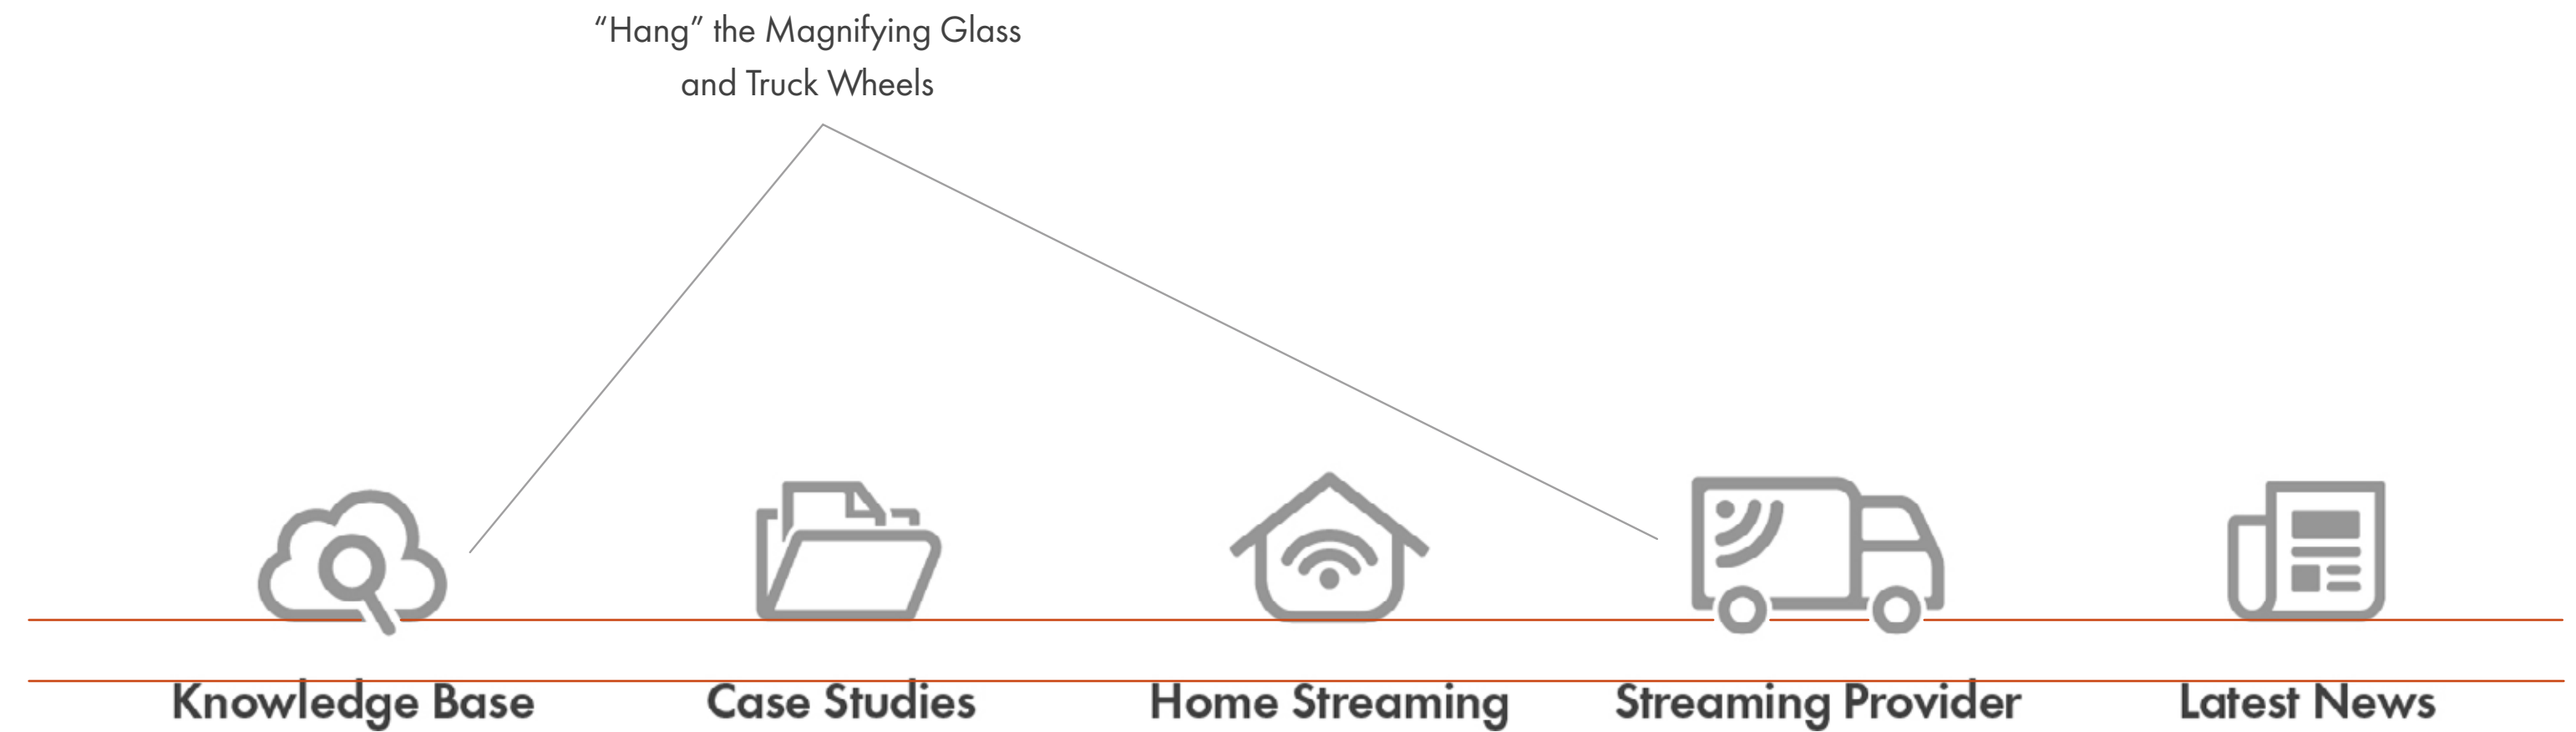 “Hang” the Magnifying Glass
and Truck Wheels
Knowledge Base
Case Studies
Home Streaming
Streaming Provider
Latest News